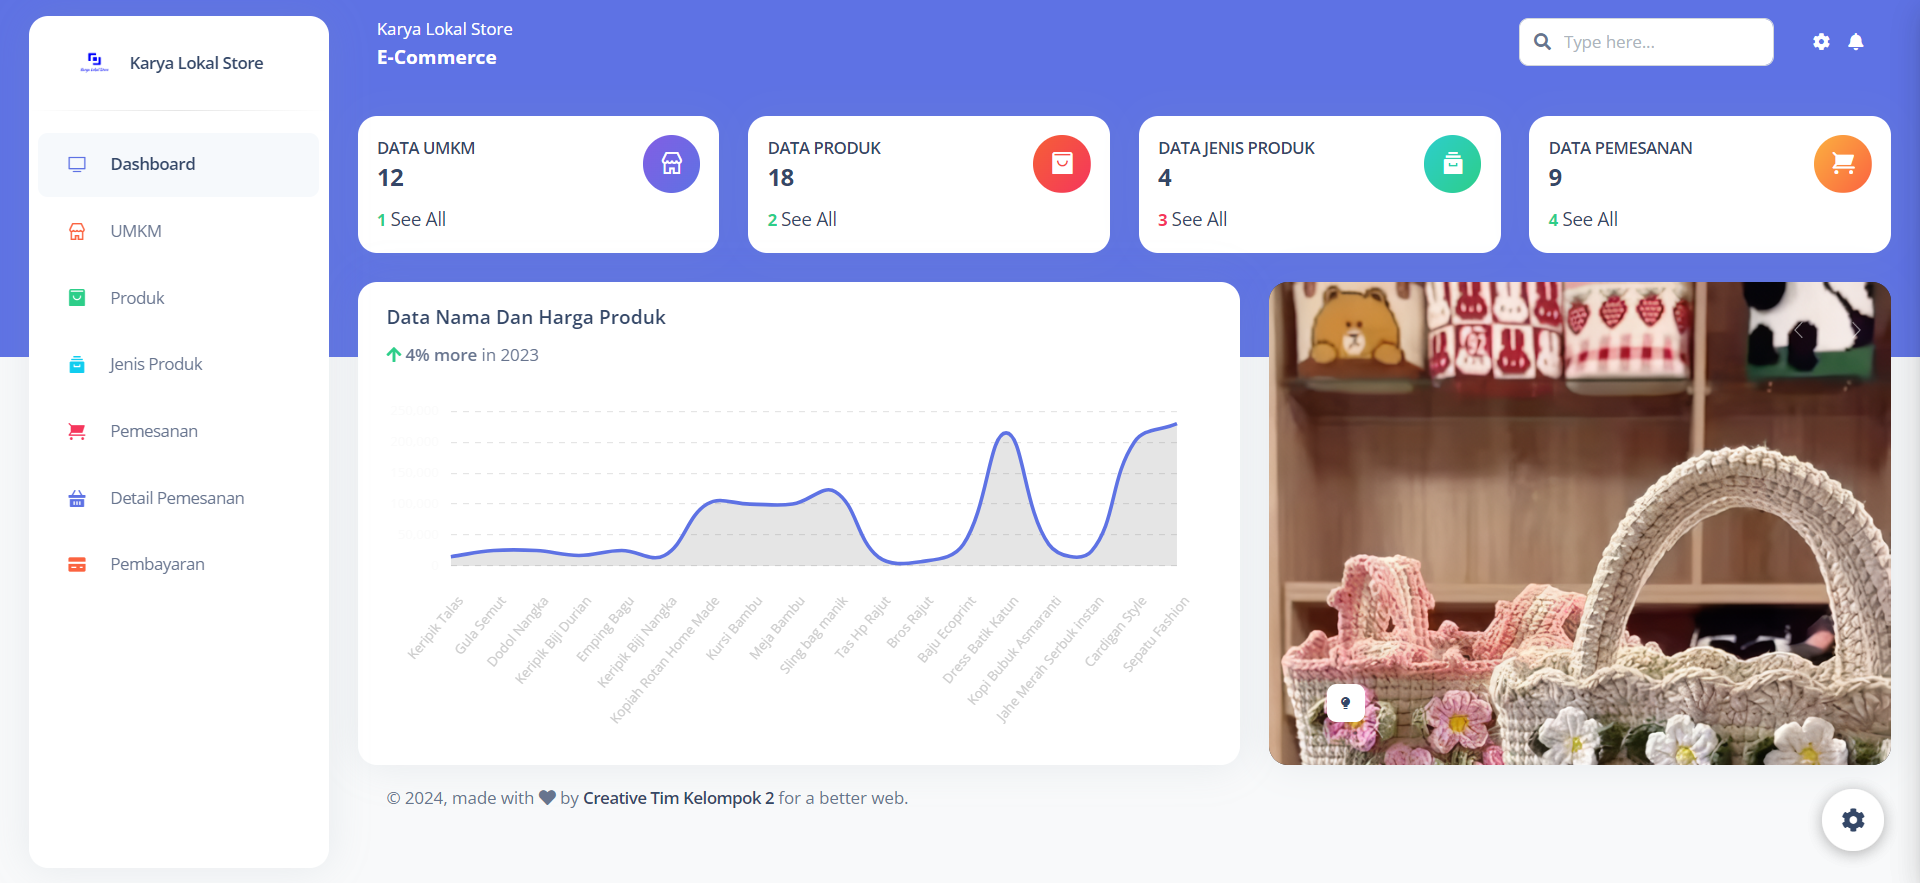 Karya Lokal Store
Dashboard
UMKM
Produk
Jenis Produk
Pemesanan
Detail Pemesanan
Pembayaran
Karya Lokal Store
E-Commerce
Type here...
DATA UMKM
12
1 See All
DATA PRODUK
18
2 See All
DATA JENIS PRODUK
4
3 See All
DATA PEMESANAN
9
4 See All
Data Nama Dan Harga Produk
4% more in 2023
Keripik Talas
Gula Semut
Dodol Nangka
Keripik Biji Durian
Emping Bagu
Keripik Biji Nangka
Kopiah Rotan Home Made
Kursi Bambu
Meja Bambu
Sling bag manik
Tas Hp Rajut
Bros Rajut
Baju Ecoprint
Dress Batik Katun
Kopi Bubuk Asmaranti
Jahe Merah Serbuk instan
Cardigan Style
Sepatu Fashion
© 2024, made with by Creative Tim Kelompok 2 for a better web.